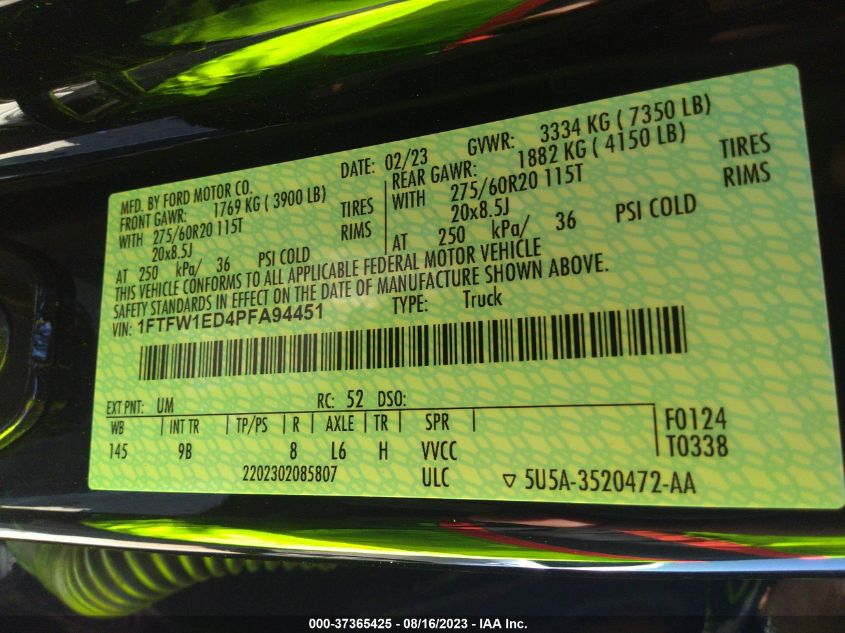 MFD. BY FORD MOTOR CO.
DATE: 02/23 GVWR: 3334 KG ( 7350 LB)
FRONT GAWR: 1769 KG ( 3900 LB) REAR GAWR: 1882 KG ( 4150 LB)
WITH 275/60R20 115T TIRES WITH 275/60R20 115T TIRES
20x8.5J RIMS 20x8.5J RIMS
AT 250 kPa/ 36 PSI COLD AT 250 kPa/ 36 PSI COLD
THIS VEHICLE CONFORMS TO ALL APPLICABLE FEDERAL MOTOR VEHICLE
SAFETY STANDARDS IN EFFECT ON THE DATE OF MANUFACTURE SHOWN ABOVE.
VIN: 1FTFW1ED4PFA94451 TYPE: Truck
EXT PNT: UM RC: 52 DSO:
WB INT TR TP/PS R AXLE TR SPR F0124
145 9B 8 L6 H VVCC T0338
2202302085807 ULC 5U5A-3520472-AA
000-37365425 - 08/16/2023 - IAA Inc.